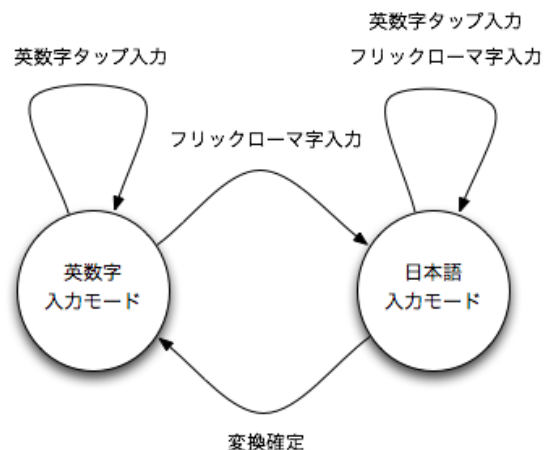 英数字タップ入力
フリックローマ字入力
英数字タップ入力
フリックローマ字入力
英数字
入力モード
日本語
入力モード
変換確定